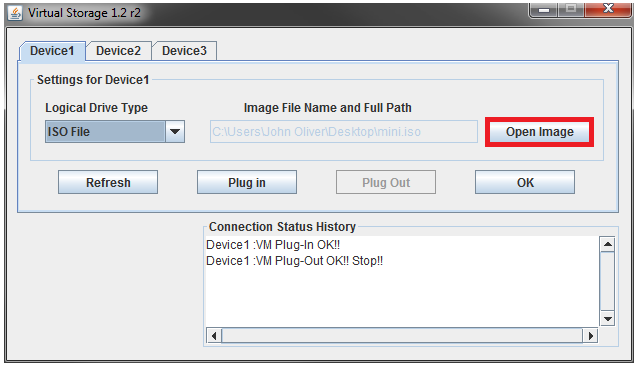 Virtual Storage 1.2 r2
Device1 Device2 Device3
Settings for Device1
Logical Drive Type Image File Name and Full Path
ISO File C:\Users\John Oliver\Desktop\mini.iso Open Image
Refresh Plug in Plug Out OK
Connection Status History
Device1 :VM Plug-In OK!!
Device1 :VM Plug-Out OK!! Stop!!